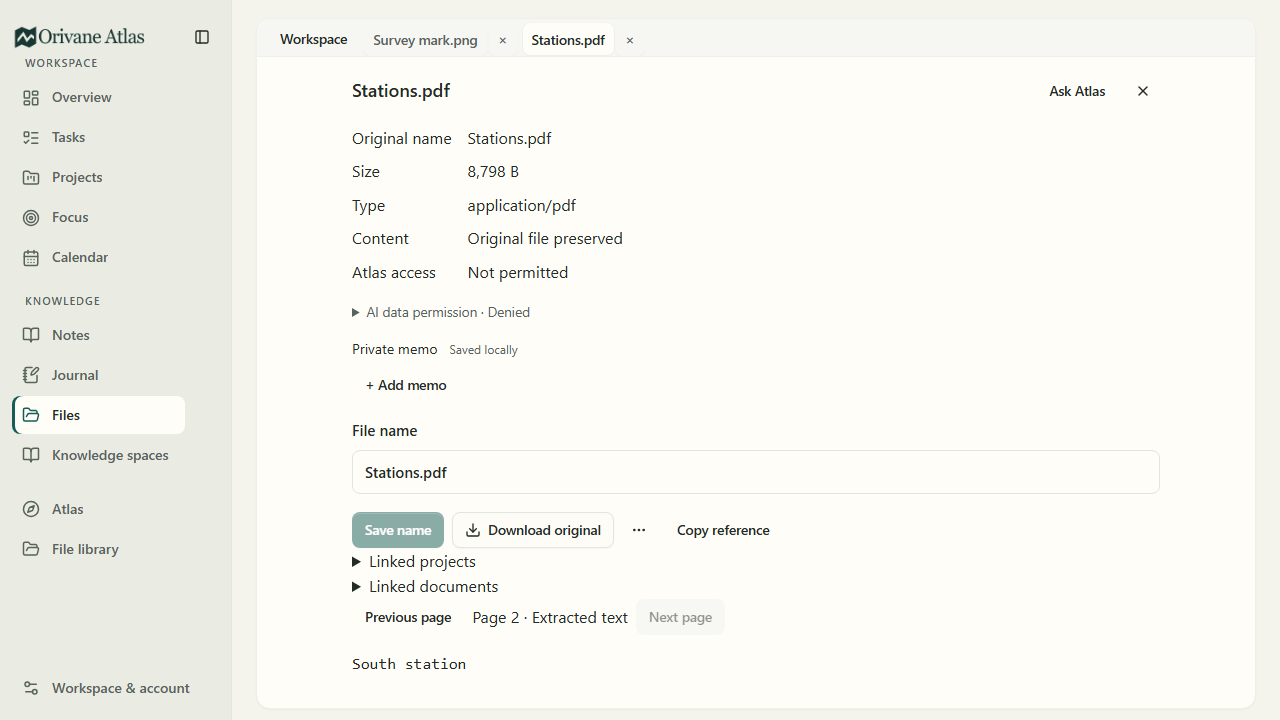 Orivane Atlas
WORKSPACE
Overview
Tasks
Projects
Focus
Calendar
KNOWLEDGE
Notes
Journal
Files
Knowledge spaces
Atlas
File library
Workspace & account
Workspace Survey mark.png × Stations.pdf ×
Stations.pdf Ask Atlas ×
Original name Stations.pdf
Size 8,798 B
Type application/pdf
Content Original file preserved
Atlas access Not permitted
AI data permission · Denied
Private memo Saved locally
+ Add memo
File name
Stations.pdf
Save name Download original ··· Copy reference
Linked projects
Linked documents
Previous page Page 2 · Extracted text Next page
South station